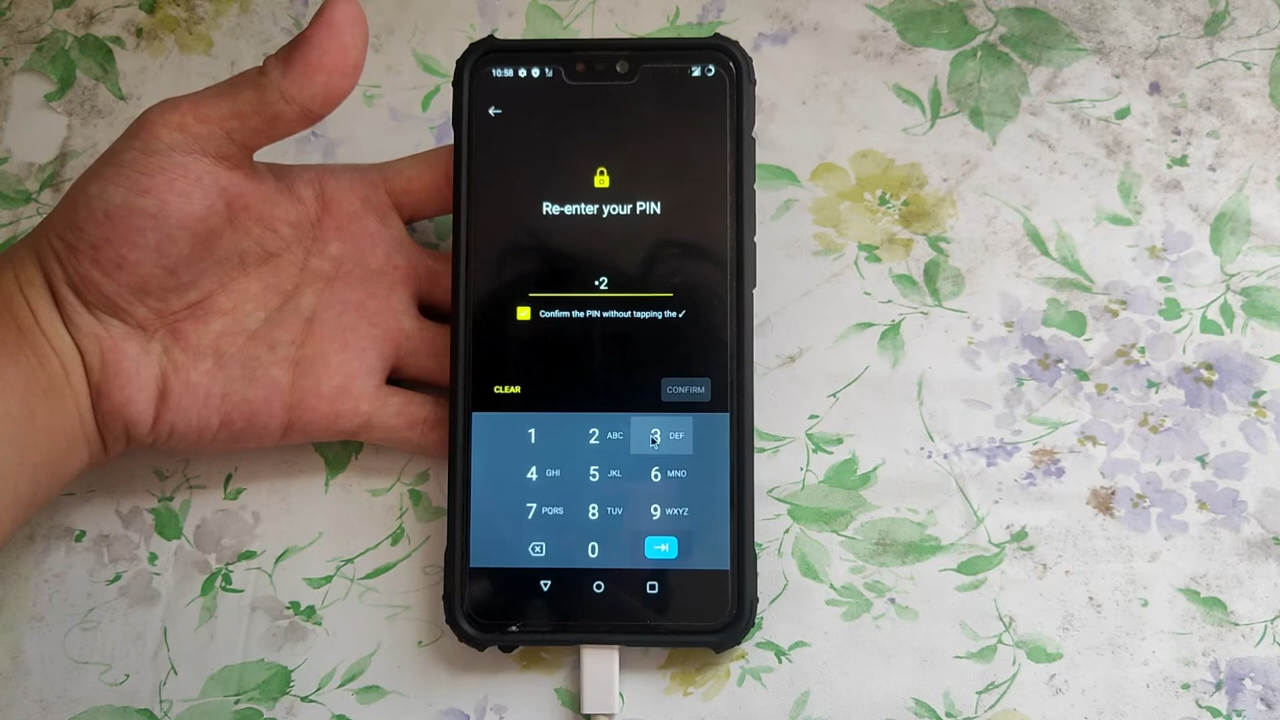 10:58
Re-enter your PIN
•2
Confirm the PIN without tapping the ✓
CLEAR
CONFIRM
1 2 ABC 3 DEF
4 GHI 5 JKL 6 MNO
7 PQRS 8 TUV 9 WXYZ
0